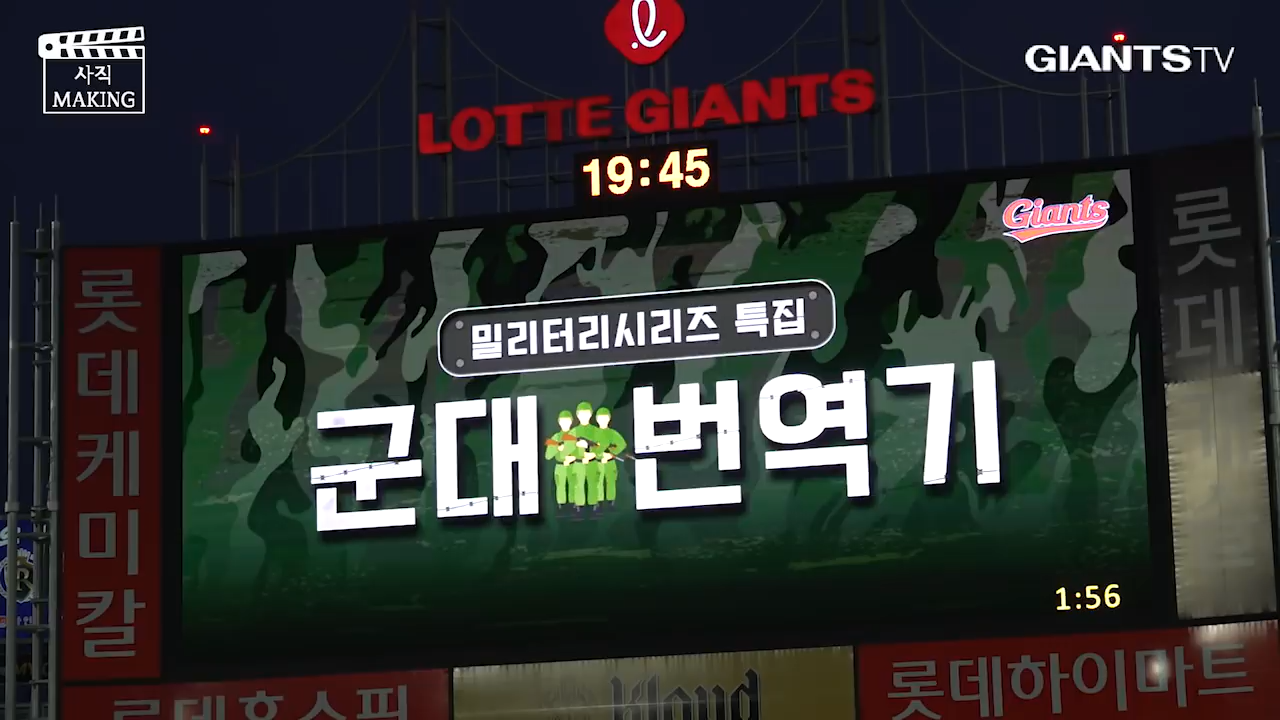 사직
MAKING
GIANTSTV
LOTTE GIANTS
19:45
Giants
밀리터리시리즈 특집
군대 번역기
1:56
롯데케미칼
롯데
롯데하이마트
Kloud